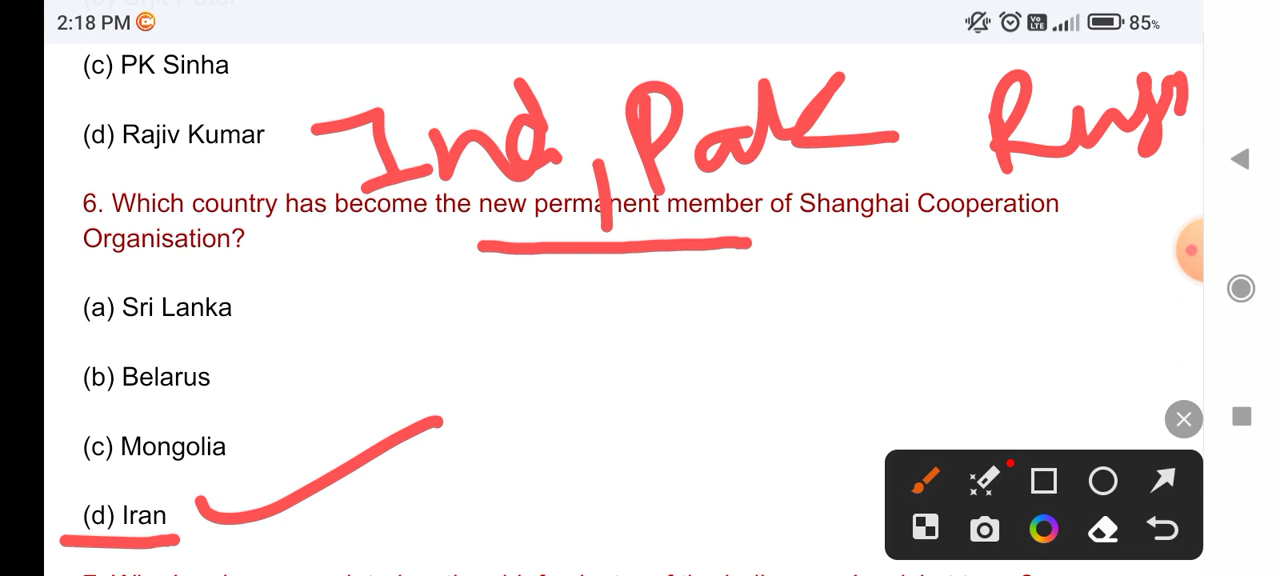 2:18 PM 85%
(c) PK Sinha
(d) Rajiv Kumar
Ind, Pak
6. Which country has become the new permanent member of Shanghai Cooperation
Organisation?
(a) Sri Lanka
(b) Belarus
(c) Mongolia
(d) Iran